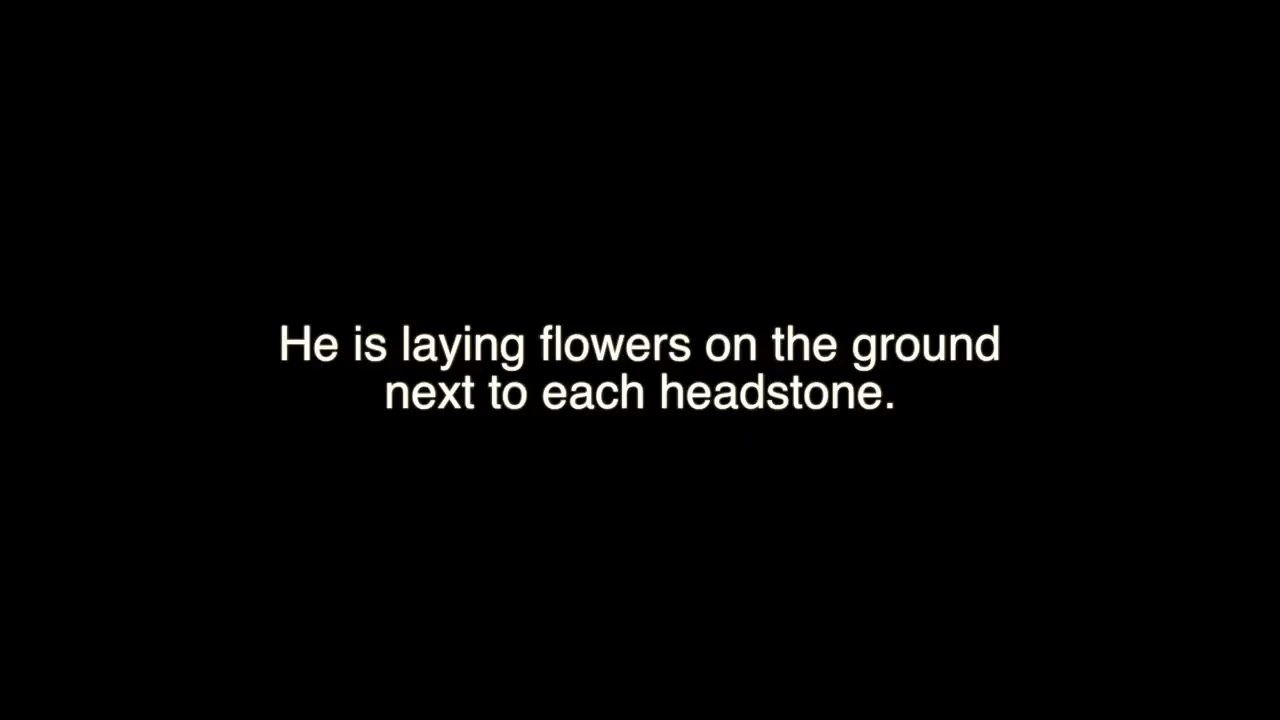 He is laying flowers on the ground
next to each headstone.